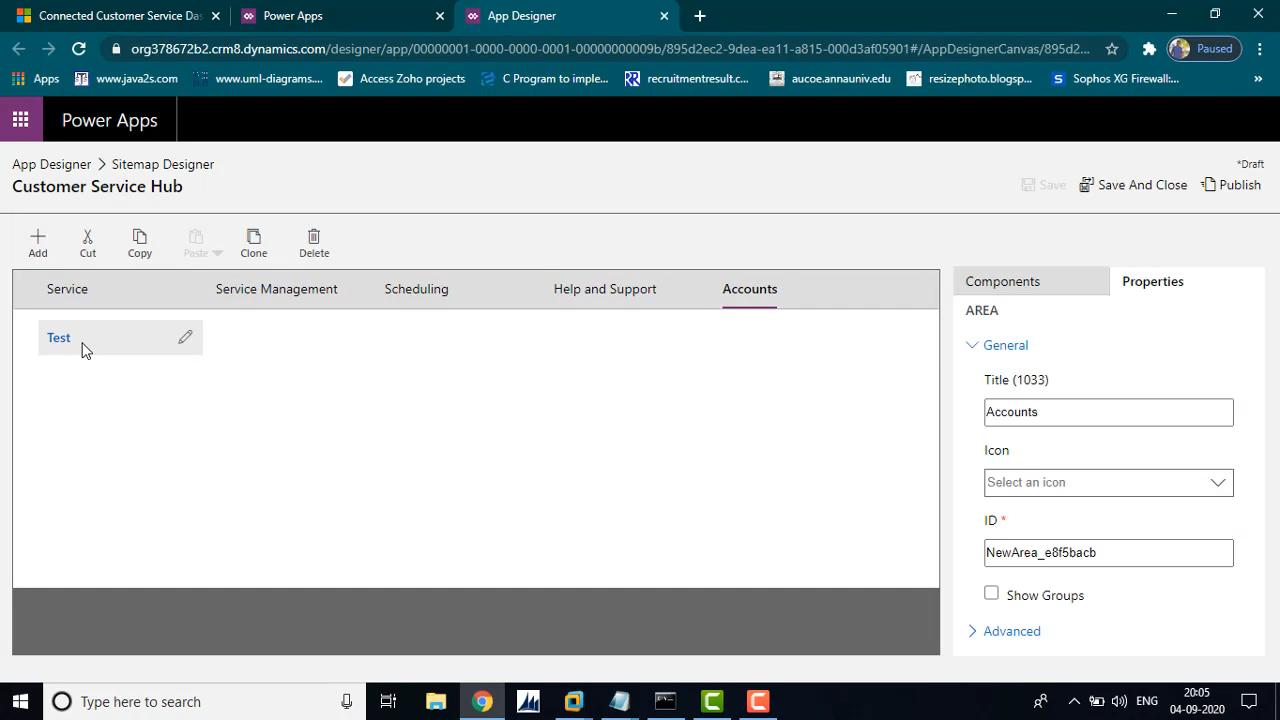 Connected Customer Service Das
Power Apps
App Designer
org378672b2.crm8.dynamics.com/designer/app/00000001-0000-0000-0001-00000000009b/895d2ec2-9dea-ea11-a815-000d3af05901#/AppDesignerCanvas/895d2...
Paused
Apps
www.java2s.com
www.uml-diagrams...
Access Zoho projects
C Program to imple...
recruitmentresult.c...
aucoe.annauniv.edu
resizephoto.blogsp...
Sophos XG Firewall:...
»
Power Apps
App Designer > Sitemap Designer
*Draft
Customer Service Hub
Save
Save And Close
Publish
Add
Cut
Copy
Paste
Clone
Delete
Service
Service Management
Scheduling
Help and Support
Accounts
Test
Components
Properties
AREA
General
Title (1033)
Accounts
Icon
Select an icon
ID *
NewArea_e8f5bacb
Show Groups
Advanced
Type here to search
ENG
20:05
04-09-2020